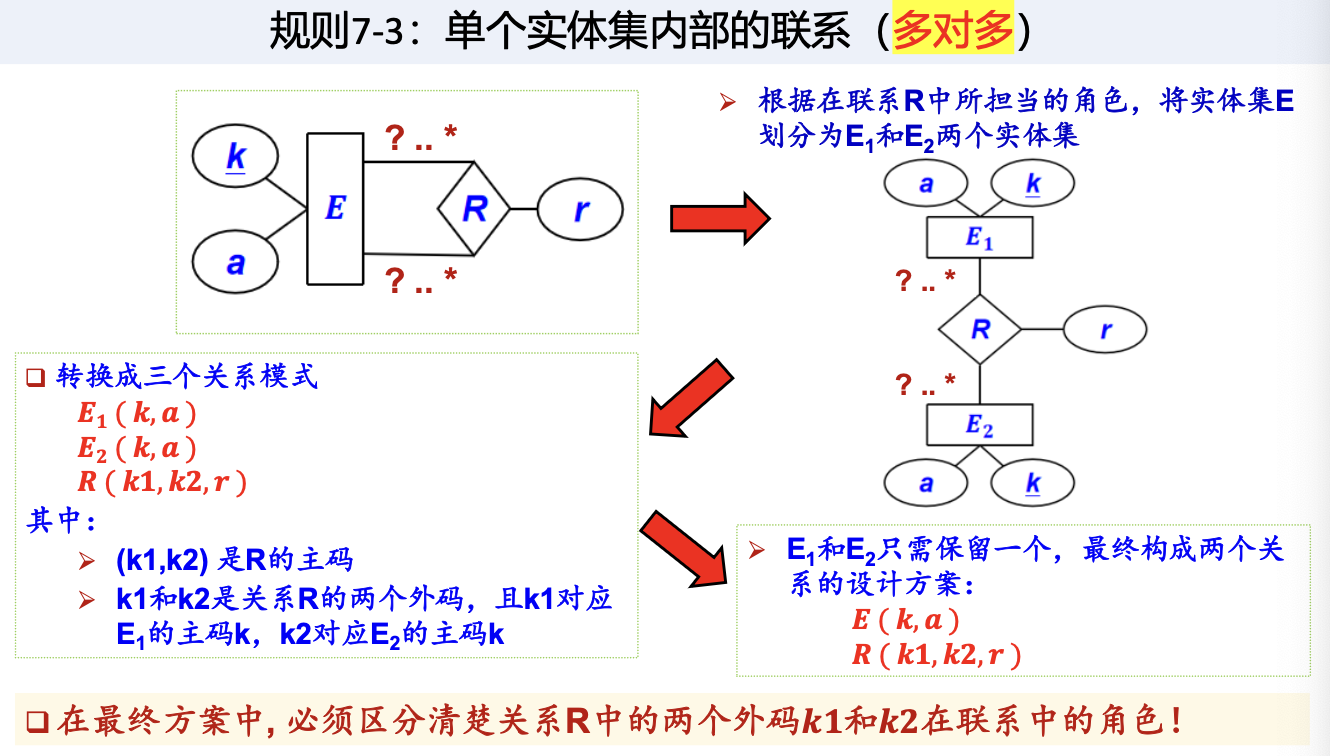 规则7-3：单个实体集内部的联系（多对多）
k
a
E
? .. *
? .. *
R
r
➢ 根据在联系R中所担当的角色，将实体集E
划分为E₁和E₂两个实体集
a
k
E₁
? .. *
R
r
? .. *
E₂
a
k
❑ 转换成三个关系模式
E₁ ( k, a )
E₂ ( k, a )
R ( k1, k2, r )
其中：
➢ (k1,k2) 是R的主码
➢ k1和k2是关系R的两个外码，且k1对应
E₁的主码k，k2对应E₂的主码k
➢ E₁和E₂只需保留一个，最终构成两个关
系的设计方案：
E ( k, a )
R ( k1, k2, r )
❑ 在最终方案中, 必须区分清楚关系R中的两个外码k1和k2在联系中的角色！